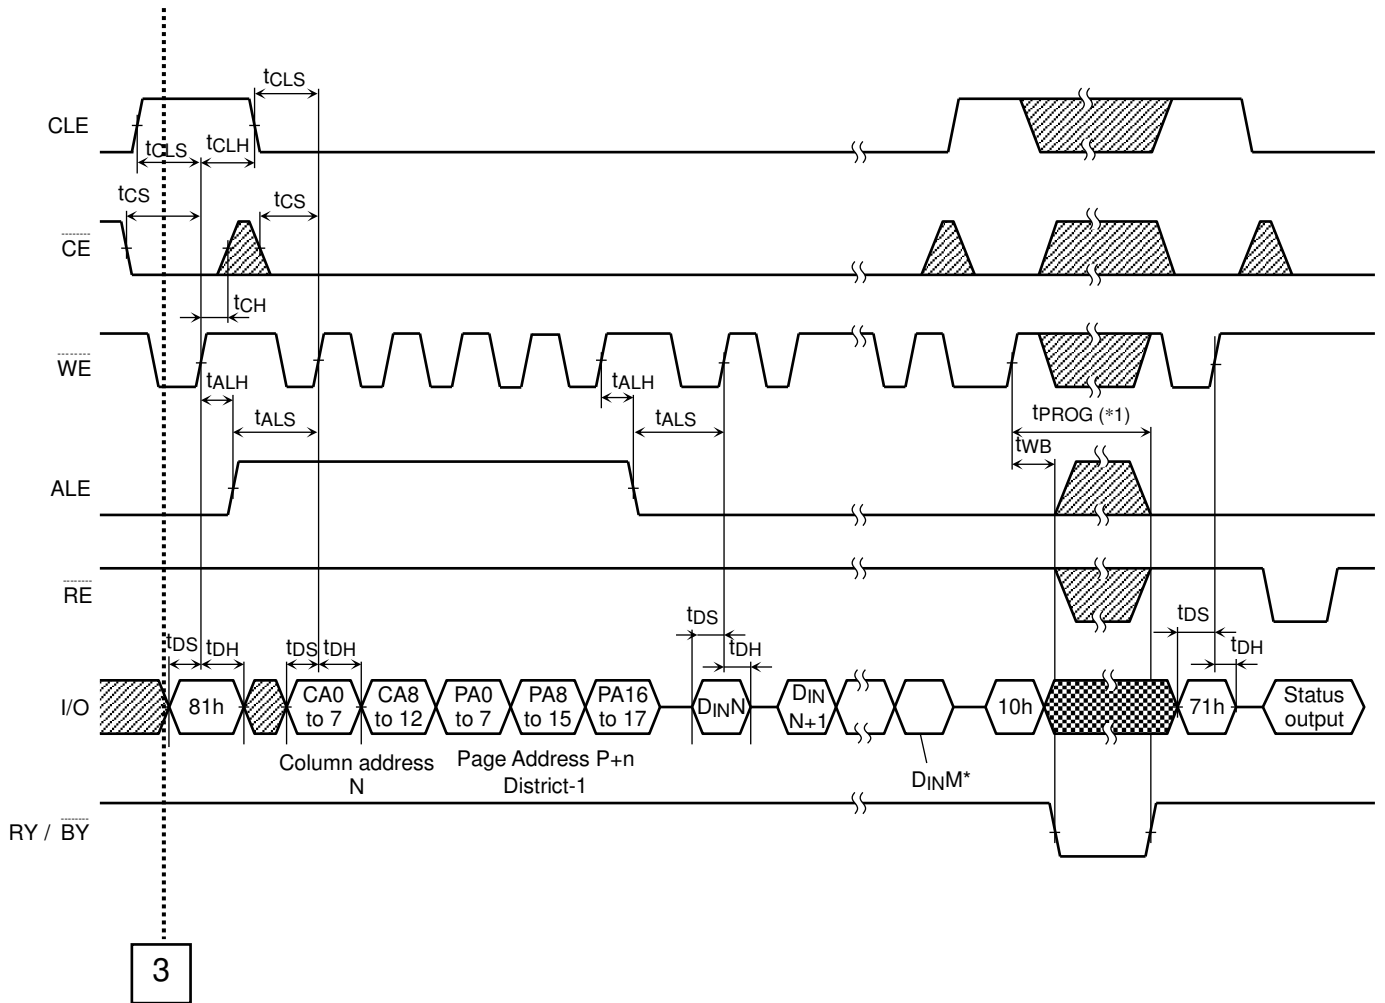 tCLS
CLE
tCLS tCLH
tCS tCS
CE
tCH
WE
tALH tALH
tALS tALS tPROG (*1)
tWB
ALE
RE
tDS tDH tDS tDH tDS tDH tDS tDH
I/O 81h CA0 to 7 CA8 to 12 PA0 to 7 PA8 to 15 PA16 to 17 DINN DIN N+1 10h 71h Status output
Column address N Page Address P+n District-1 DINM*
RY / BY
3